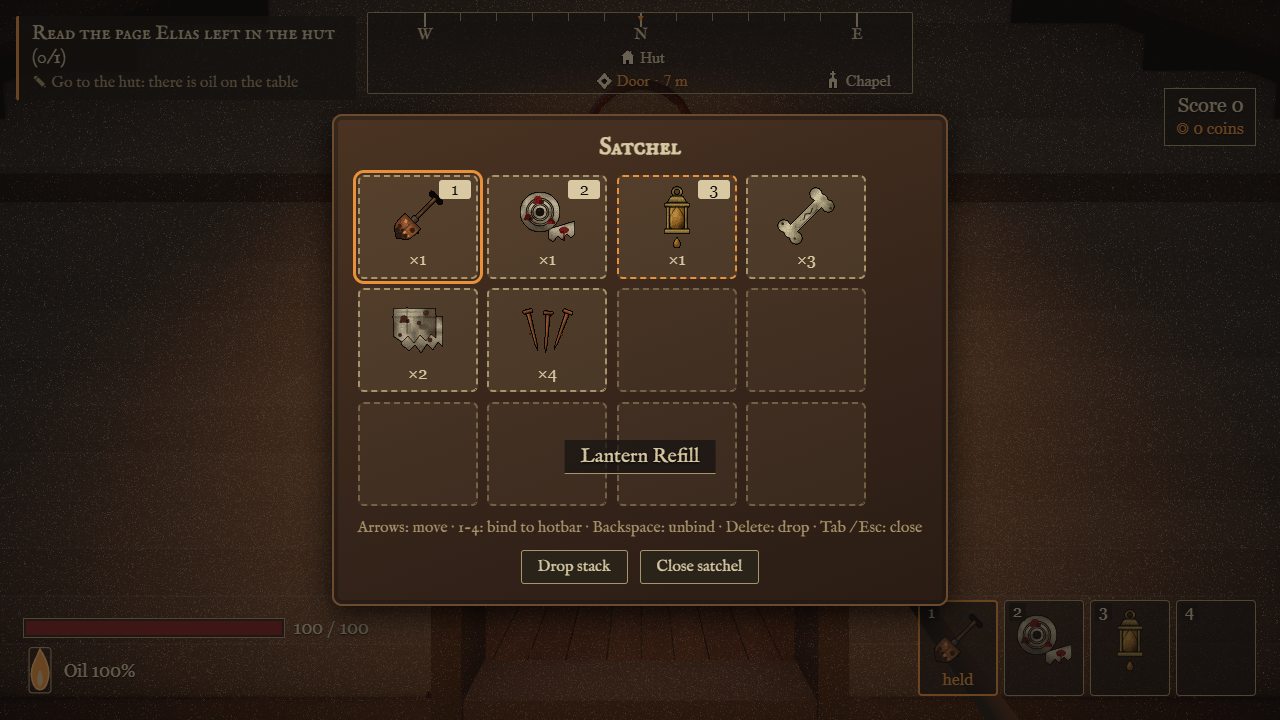 Read the page Elias left in the hut
(0/1)
Go to the hut: there is oil on the table
W N E
Hut
Door · 7 m
Chapel
Score 0
0 coins
Satchel
1 2 3
×1 ×1 ×1 ×3
×2 ×4
Lantern Refill
Arrows: move · 1-4: bind to hotbar · Backspace: unbind · Delete: drop · Tab / Esc: close
Drop stack Close satchel
100 / 100
Oil 100%
1 2 3 4
held